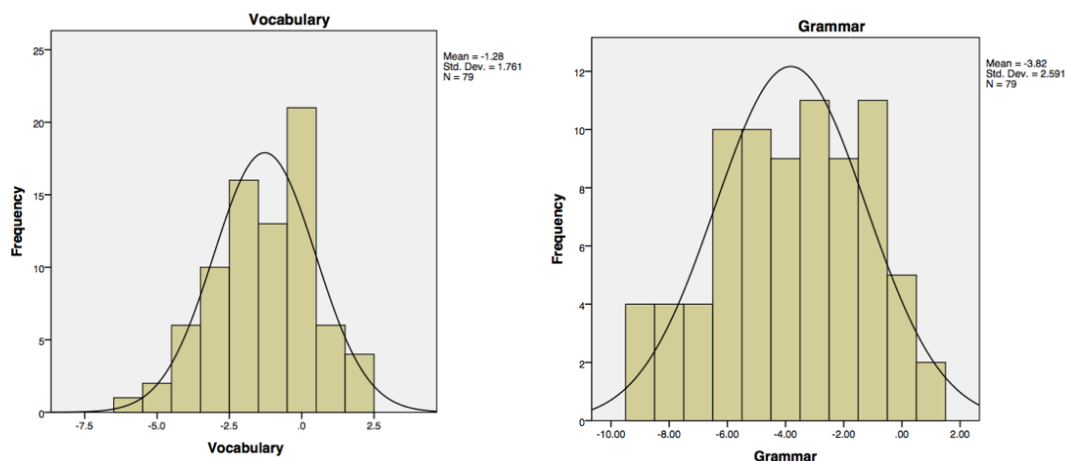 Vocabulary
25
20
15
10
5
0
Frequency
-7.5
-5.0
-2.5
.0
2.5
Vocabulary
Mean = -1.28
Std. Dev. = 1.761
N = 79
Grammar
12
10
8
6
4
2
0
Frequency
-10.00
-8.00
-6.00
-4.00
-2.00
.00
2.00
Grammar
Mean = -3.82
Std. Dev. = 2.591
N = 79